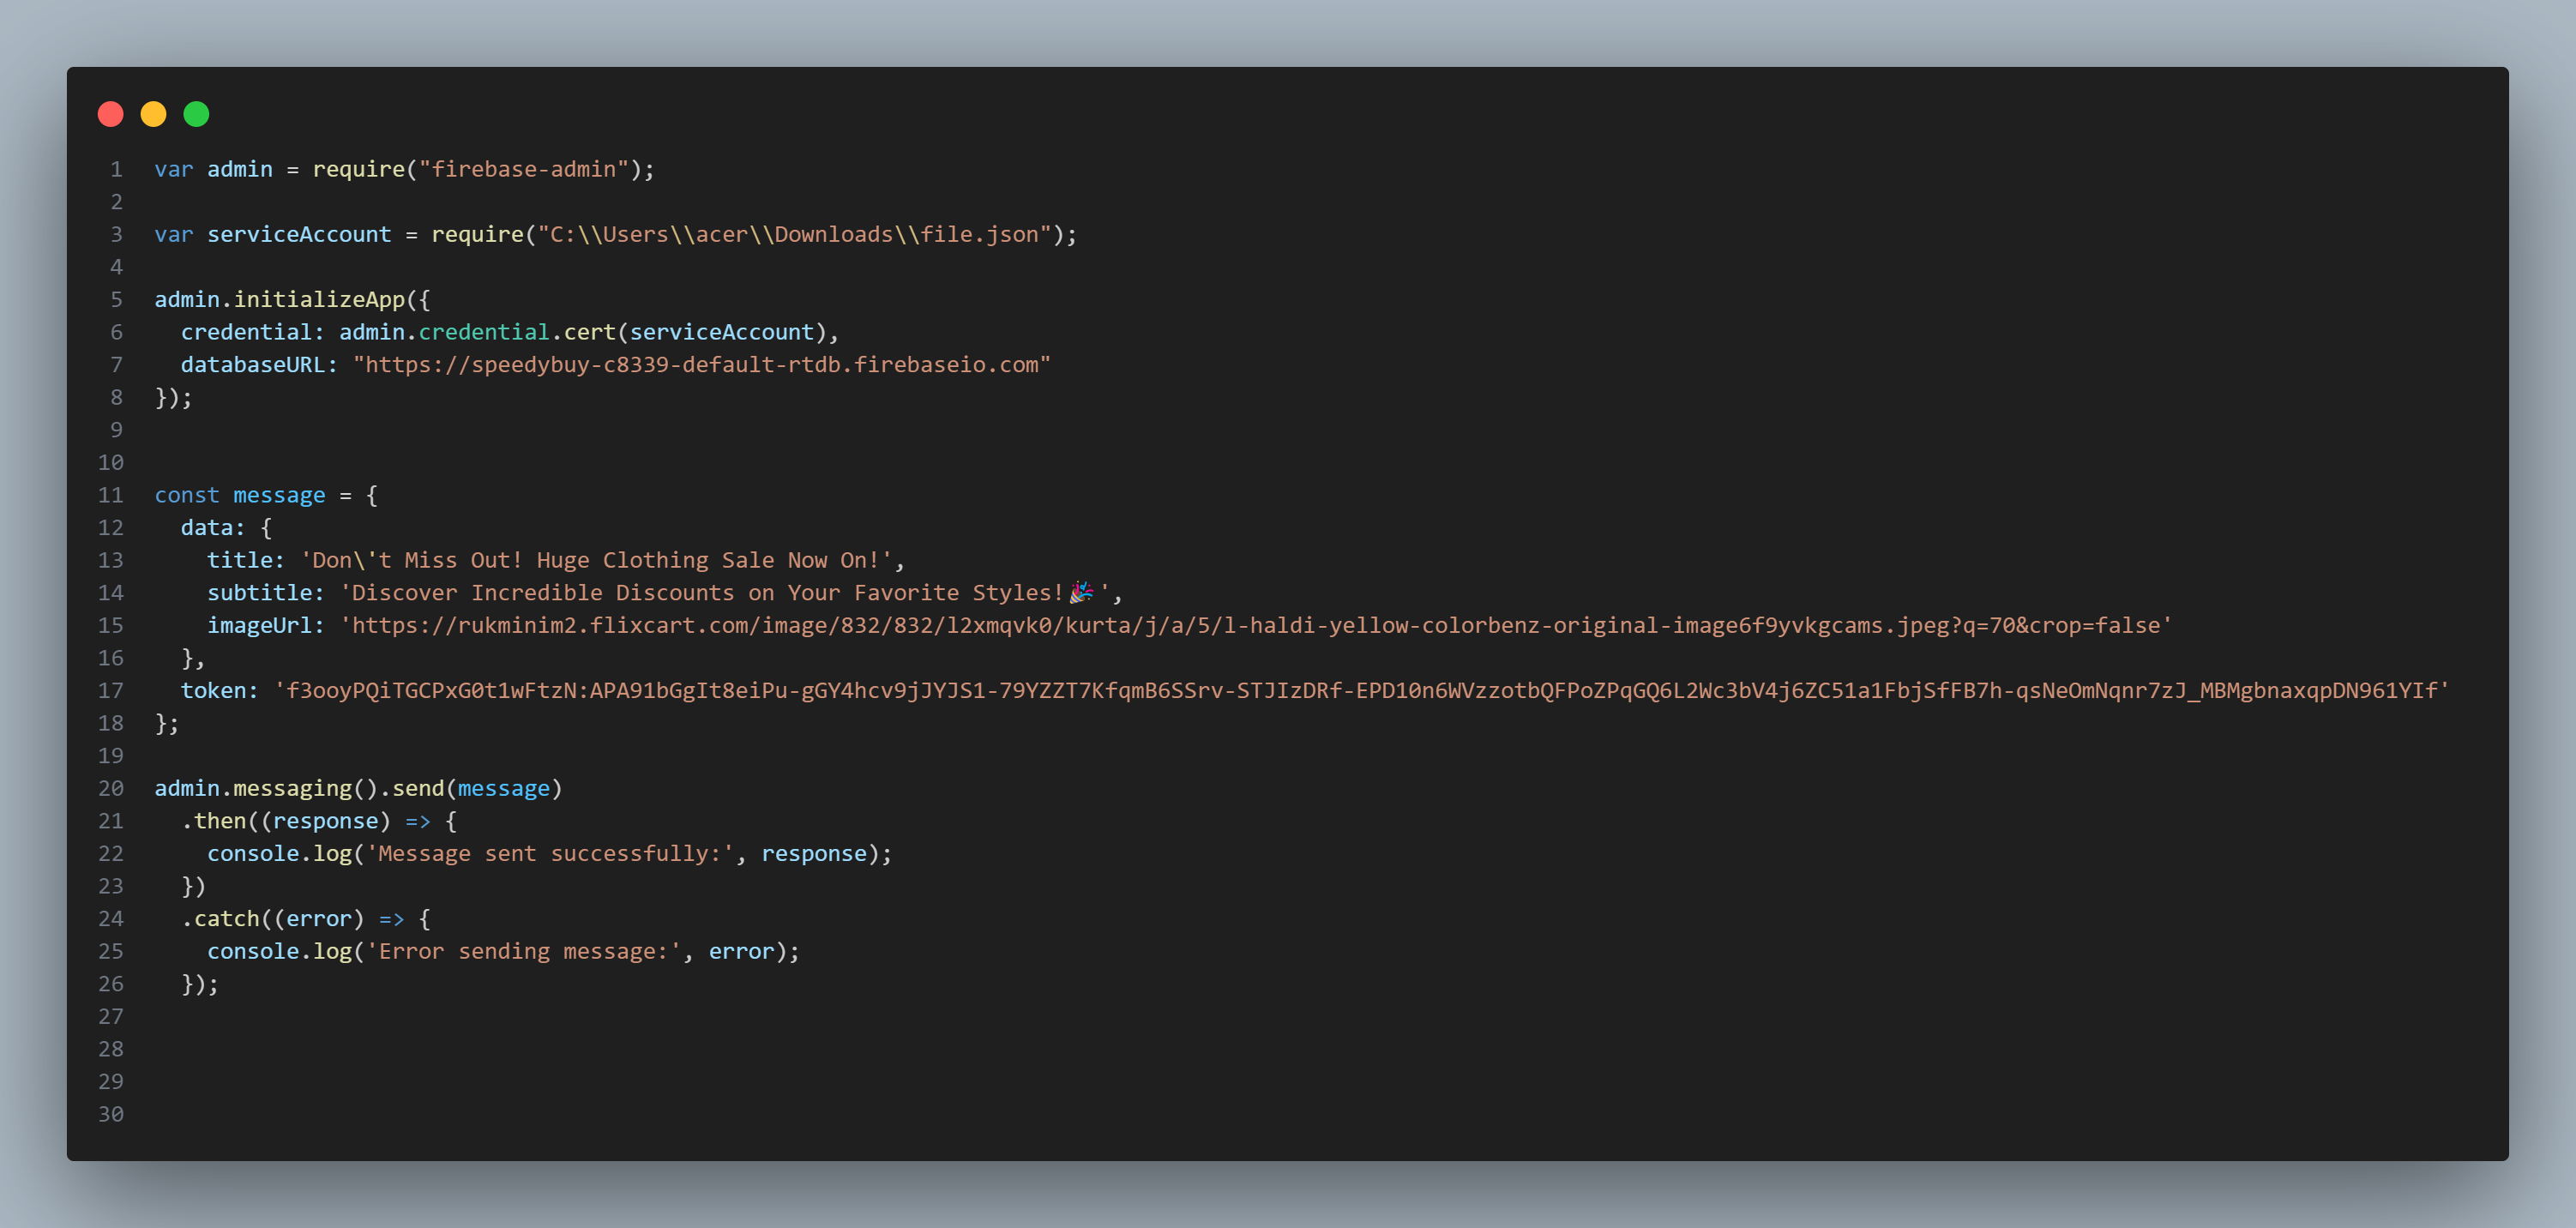 1 var admin = require("firebase-admin");
2
3 var serviceAccount = require("C:\\Users\\acer\\Downloads\\file.json");
4
5 admin.initializeApp({
6   credential: admin.credential.cert(serviceAccount),
7   databaseURL: "https://speedybuy-c8339-default-rtdb.firebaseio.com"
8 });
9
10
11 const message = {
12   data: {
13     title: 'Don\'t Miss Out! Huge Clothing Sale Now On!',
14     subtitle: 'Discover Incredible Discounts on Your Favorite Styles!🎉',
15     imageUrl: 'https://rukminim2.flixcart.com/image/832/832/l2xmqvk0/kurta/j/a/5/l-haldi-yellow-colorbenz-original-image6f9yvkgcams.jpeg?q=70&crop=false'
16   },
17   token: 'f3ooyPQiTGCPxG0t1wFtzN:APA91bGgIt8eiPu-gGY4hcv9jJYJS1-79YZZT7KfqmB6SSrv-STJIzDRf-EPD10n6WVzzotbQFPoZPqGQ6L2Wc3bV4j6ZC51a1FbjSfFB7h-qsNeOmNqnr7zJ_MBMgbnaxqpDN961YIf'
18 };
19
20 admin.messaging().send(message)
21   .then((response) => {
22     console.log('Message sent successfully:', response);
23   })
24   .catch((error) => {
25     console.log('Error sending message:', error);
26   });
27
28
29
30